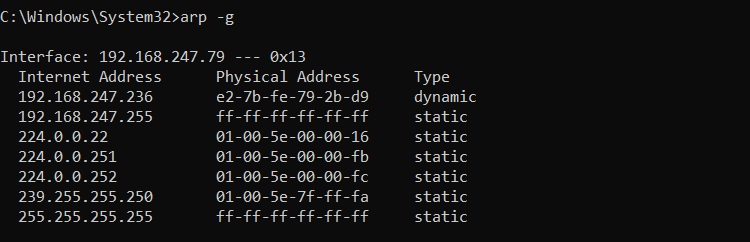 C:\Windows\System32>arp -g
Interface: 192.168.247.79 --- 0x13
Internet Address Physical Address Type
192.168.247.236 e2-7b-fe-79-2b-d9 dynamic
192.168.247.255 ff-ff-ff-ff-ff-ff static
224.0.0.22 01-00-5e-00-00-16 static
224.0.0.251 01-00-5e-00-00-fb static
224.0.0.252 01-00-5e-00-00-fc static
239.255.255.250 01-00-5e-7f-ff-fa static
255.255.255.255 ff-ff-ff-ff-ff-ff static